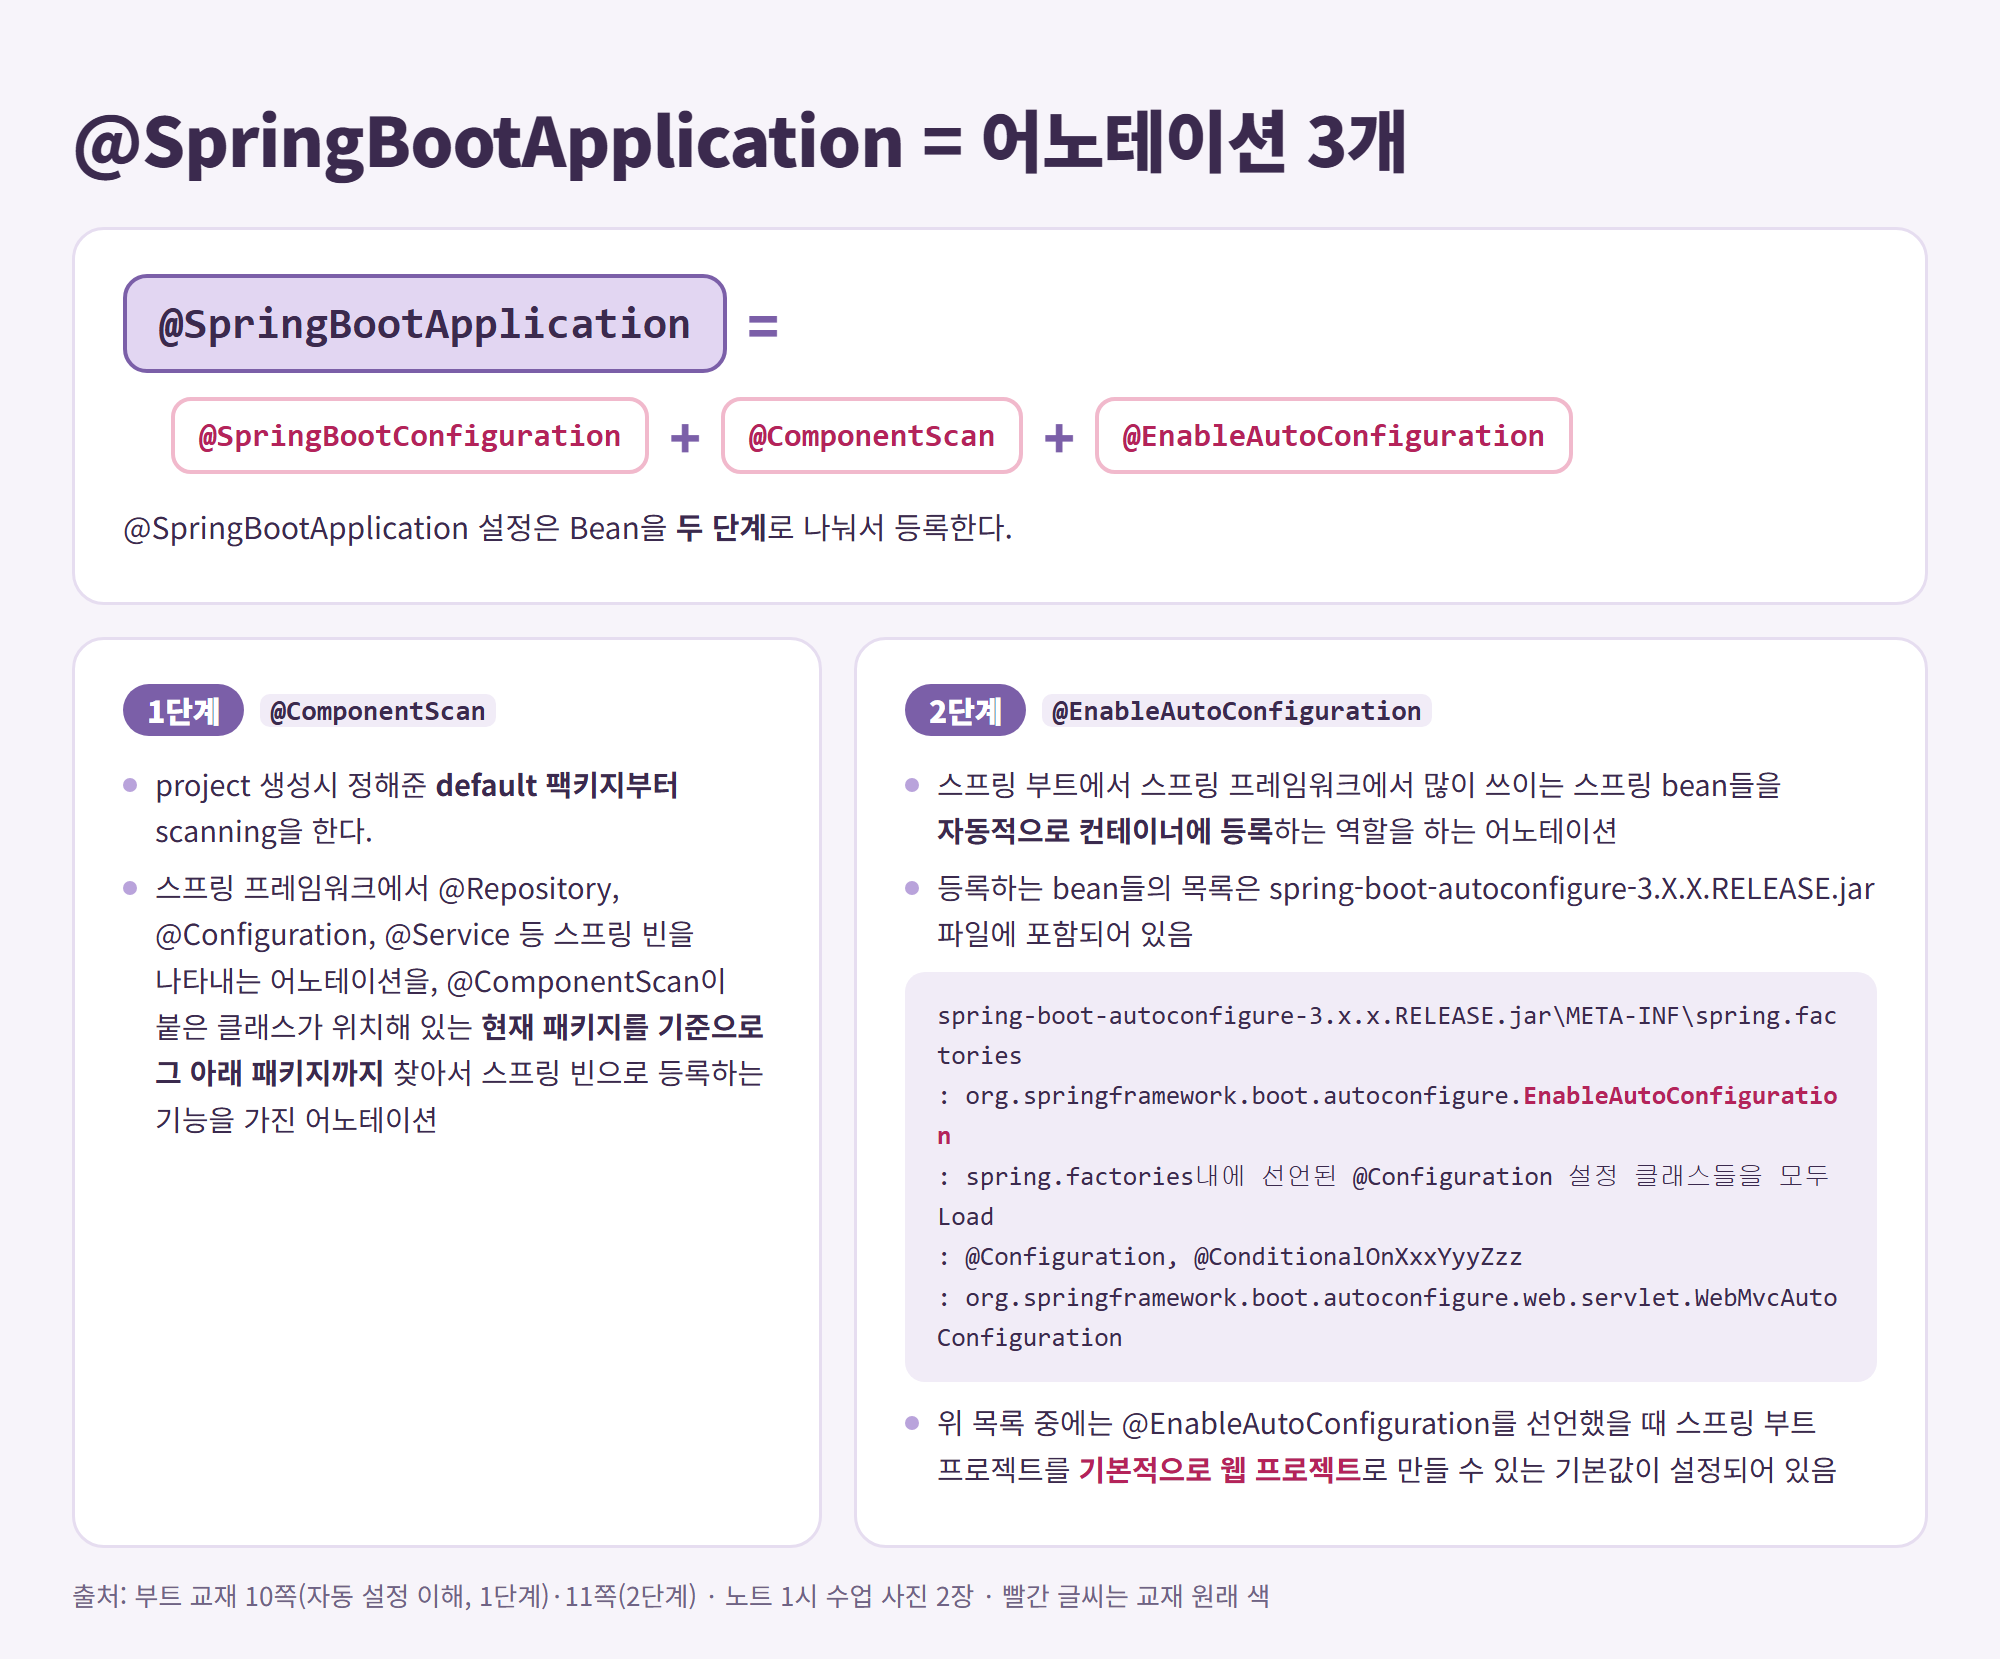 @SpringBootApplication = 어노테이션 3개
@SpringBootApplication =
@SpringBootConfiguration + @ComponentScan + @EnableAutoConfiguration
@SpringBootApplication 설정은 Bean을 두 단계로 나눠서 등록한다.
1단계 @ComponentScan
project 생성시 정해준 default 팩키지부터
scanning을 한다.
스프링 프레임워크에서 @Repository,
@Configuration, @Service 등 스프링 빈을
나타내는 어노테이션을, @ComponentScan이
붙은 클래스가 위치해 있는 현재 패키지를 기준으로
그 아래 패키지까지 찾아서 스프링 빈으로 등록하는
기능을 가진 어노테이션
2단계 @EnableAutoConfiguration
스프링 부트에서 스프링 프레임워크에서 많이 쓰이는 스프링 bean들을
자동적으로 컨테이너에 등록하는 역할을 하는 어노테이션
등록하는 bean들의 목록은 spring-boot-autoconfigure-3.X.X.RELEASE.jar
파일에 포함되어 있음
spring-boot-autoconfigure-3.x.x.RELEASE.jar\META-INF\spring.fac
tories
: org.springframework.boot.autoconfigure.EnableAutoConfiguratio
n
: spring.factories내에 선언된 @Configuration 설정 클래스들을 모두
Load
: @Configuration, @ConditionalOnXxxYyyZzz
: org.springframework.boot.autoconfigure.web.servlet.WebMvcAuto
Configuration
위 목록 중에는 @EnableAutoConfiguration를 선언했을 때 스프링 부트
프로젝트를 기본적으로 웹 프로젝트로 만들 수 있는 기본값이 설정되어 있음
출처: 부트 교재 10쪽(자동 설정 이해, 1단계)·11쪽(2단계) · 노트 1시 수업 사진 2장 · 빨간 글씨는 교재 원래 색